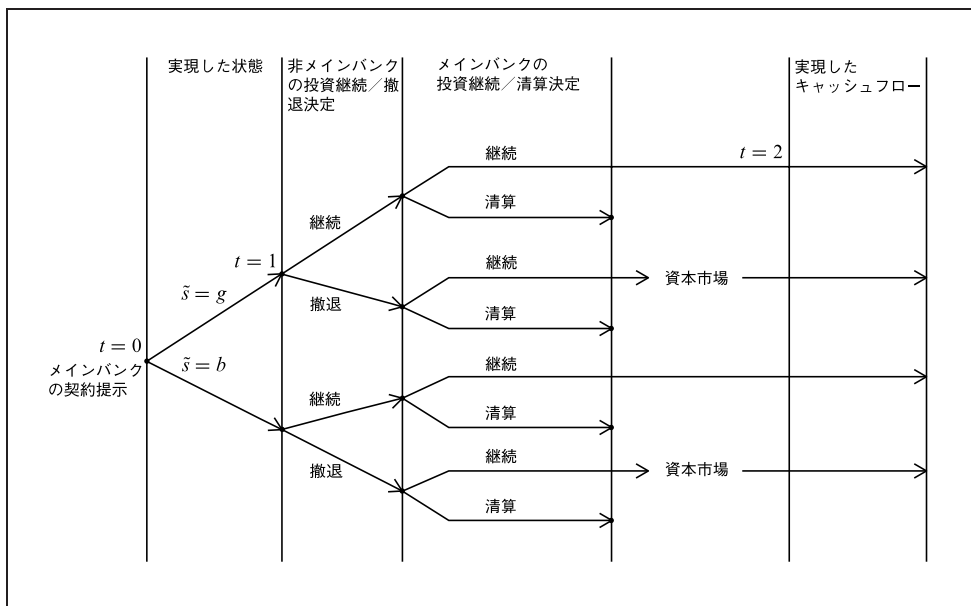 実現した状態
非メインバンク
の投資継続／撤
退決定
メインバンクの
投資継続／清算決定
実現した
キャッシュフロー
継続
t = 2
清算
継続
t = 1
継続
資本市場
撤退
清算
s̃ = g
t = 0
メインバンク
の契約提示
s̃ = b
継続
継続
清算
継続
資本市場
撤退
清算